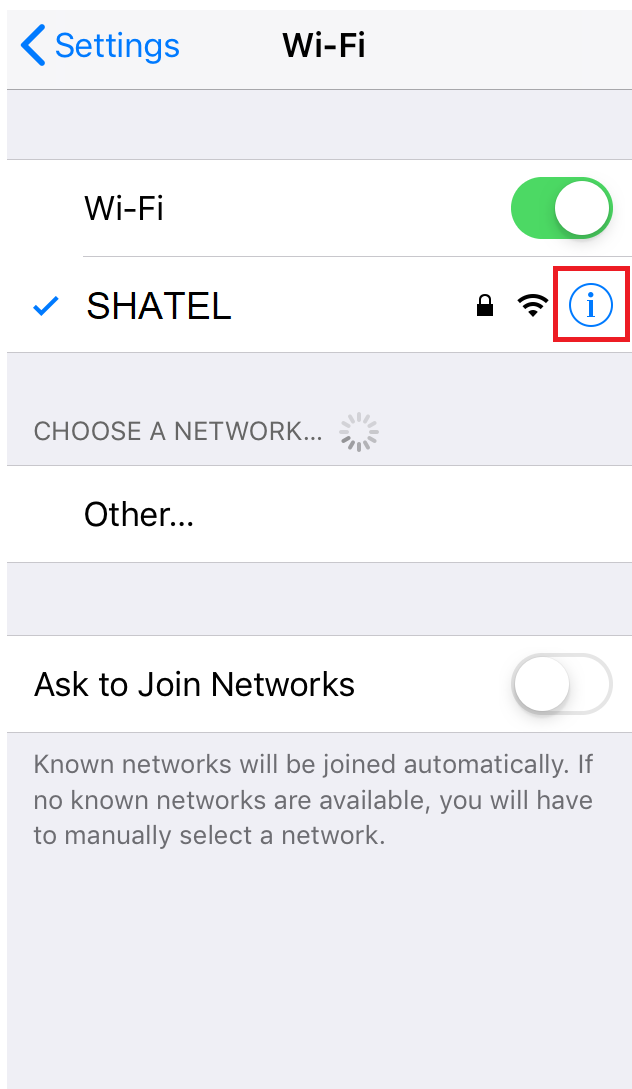 Settings
Wi-Fi
Wi-Fi
SHATEL
i
CHOOSE A NETWORK...
Other...
Ask to Join Networks
Known networks will be joined automatically. If
no known networks are available, you will have
to manually select a network.